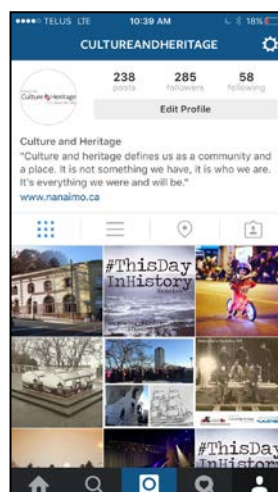 TELUS LTE 10:39 AM 18%
CULTUREANDHERITAGE
238 285 58
posts followers following
Edit Profile
Culture & Heritage
Culture and Heritage
"Culture and heritage defines us as a community and
a place. It is not something we have, it is who we are.
It's everything we were and will be."
www.nanaimo.ca
#ThisDay
InHistory
#ThisDay
InHistory